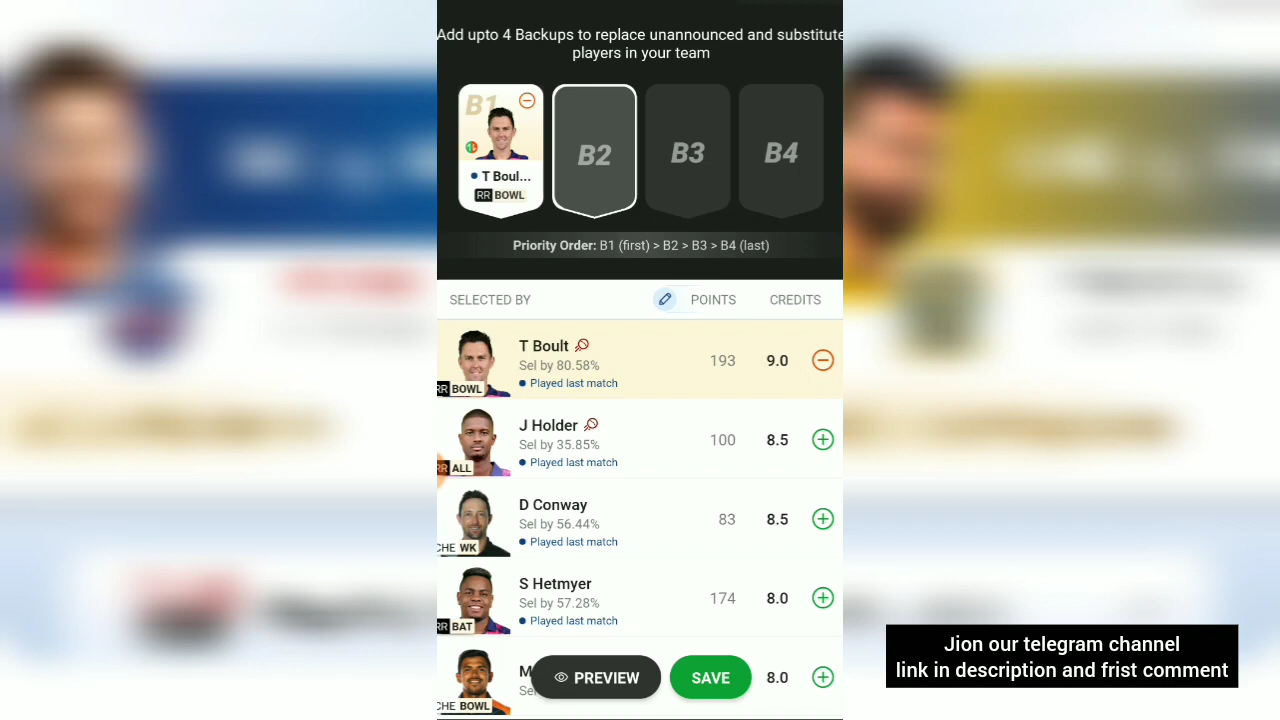 Add upto 4 Backups to replace unannounced and substitute
players in your team
B1
T Boul...
RR BOWL
B2
B3
B4
Priority Order: B1 (first) > B2 > B3 > B4 (last)
SELECTED BY POINTS CREDITS
T Boult
Sel by 80.58%
Played last match
193 9.0
RR BOWL
J Holder
Sel by 35.85%
Played last match
100 8.5
RR ALL
D Conway
Sel by 56.44%
Played last match
83 8.5
CHE WK
S Hetmyer
Sel by 57.28%
Played last match
174 8.0
RR BAT
M
Se
8.0
CHE BOWL
PREVIEW
SAVE
Jion our telegram channel
link in description and frist comment